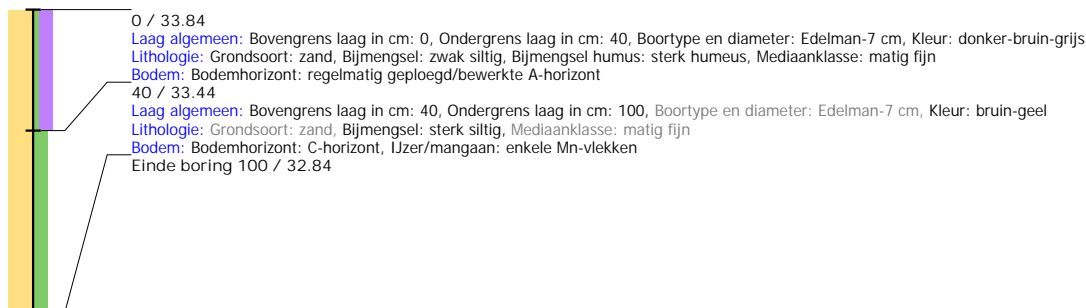 0 / 33.84
Laag algemeen: Bovengrens laag in cm: 0, Ondergrens laag in cm: 40, Boortype en diameter: Edelman-7 cm, Kleur: donker-bruin-grijs
Lithologie: Grondsoort: zand, Bijmengsel: zwak siltig, Bijmengsel humus: sterk humeus, Mediaanklasse: matig fijn
Bodem: Bodemhorizont: regelmatig geploegd/bewerkte A-horizont
40 / 33.44
Laag algemeen: Bovengrens laag in cm: 40, Ondergrens laag in cm: 100, Boortype en diameter: Edelman-7 cm, Kleur: bruin-geel
Lithologie: Grondsoort: zand, Bijmengsel: sterk siltig, Mediaanklasse: matig fijn
Bodem: Bodemhorizont: C-horizont, IJzer/mangaan: enkele Mn-vlekken
Einde boring 100 / 32.84